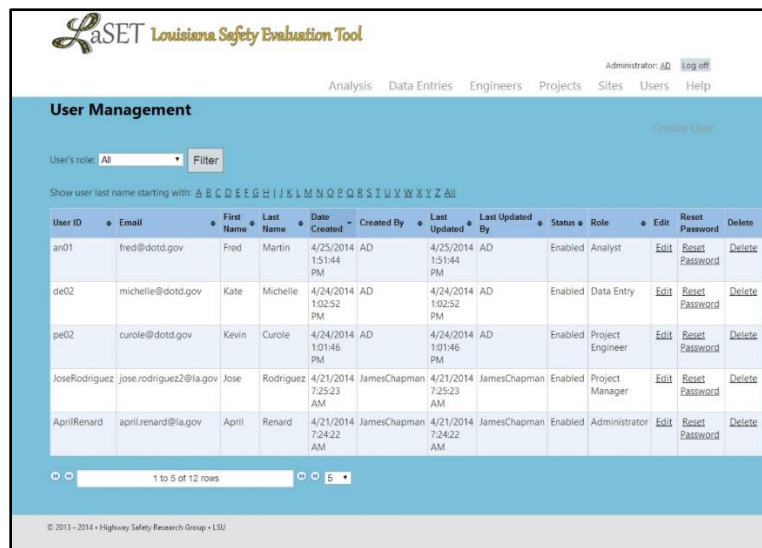 LaSET Louisiana Safety Evaluation Tool
Administrator: AD Log off
Analysis Data Entries Engineers Projects Sites Users Help
User Management
Create User
User's role: All Filter
Show user last name starting with: A B C D E F G H I J K L M N O P Q R S T U V W X Y Z All
User ID Email First Name Last Name Date Created Created By Last Updated Last Updated By Status Role Edit Reset Password Delete
an01 fred@dotd.gov Fred Martin 4/25/2014 1:51:44 PM AD 4/25/2014 1:51:44 PM AD Enabled Analyst Edit Reset Password Delete
de02 michelle@dotd.gov Kate Michelle 4/24/2014 1:02:52 PM AD 4/24/2014 1:02:52 PM AD Enabled Data Entry Edit Reset Password Delete
pe02 curole@dotd.gov Kevin Curole 4/24/2014 1:01:46 PM AD 4/24/2014 1:01:46 PM AD Enabled Project Engineer Edit Reset Password Delete
JoseRodriguez jose.rodriguez2@la.gov Jose Rodriguez 4/21/2014 7:25:23 AM JamesChapman 4/21/2014 7:25:23 AM JamesChapman Enabled Project Manager Edit Reset Password Delete
AprilRenard april.renard@la.gov April Renard 4/21/2014 7:24:22 AM JamesChapman 4/21/2014 7:24:22 AM JamesChapman Enabled Administrator Edit Reset Password Delete
1 to 5 of 12 rows 5
© 2013 - 2014 • Highway Safety Research Group • LSU